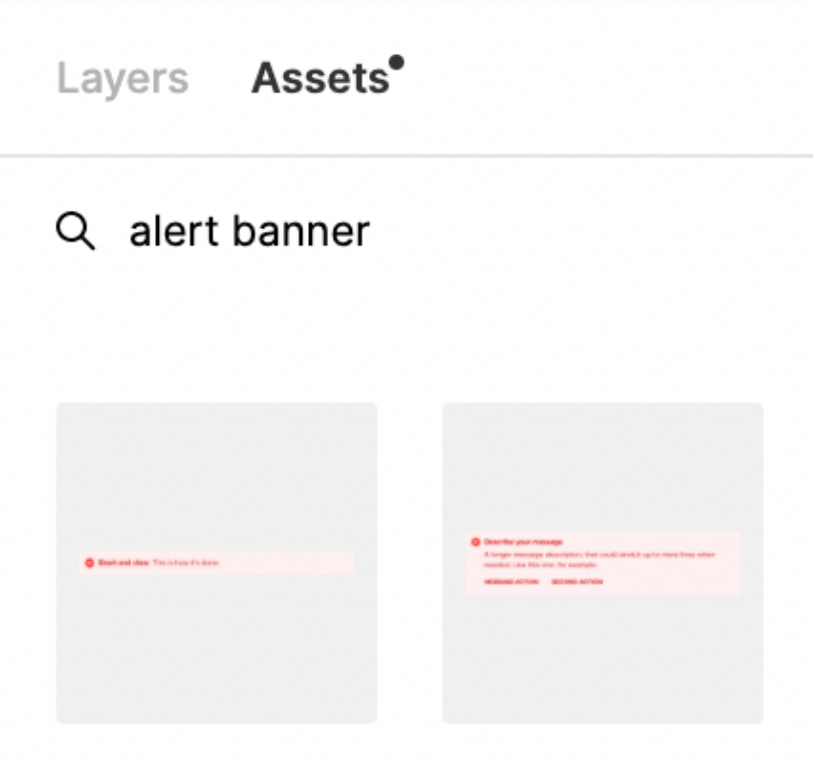 Layers Assets
alert banner
Short and clear. This is how it's done.
Describe your message
A longer message description, that could stretch up to more lines when
needed. Like this one, for example.
MESSAGE ACTION SECOND ACTION